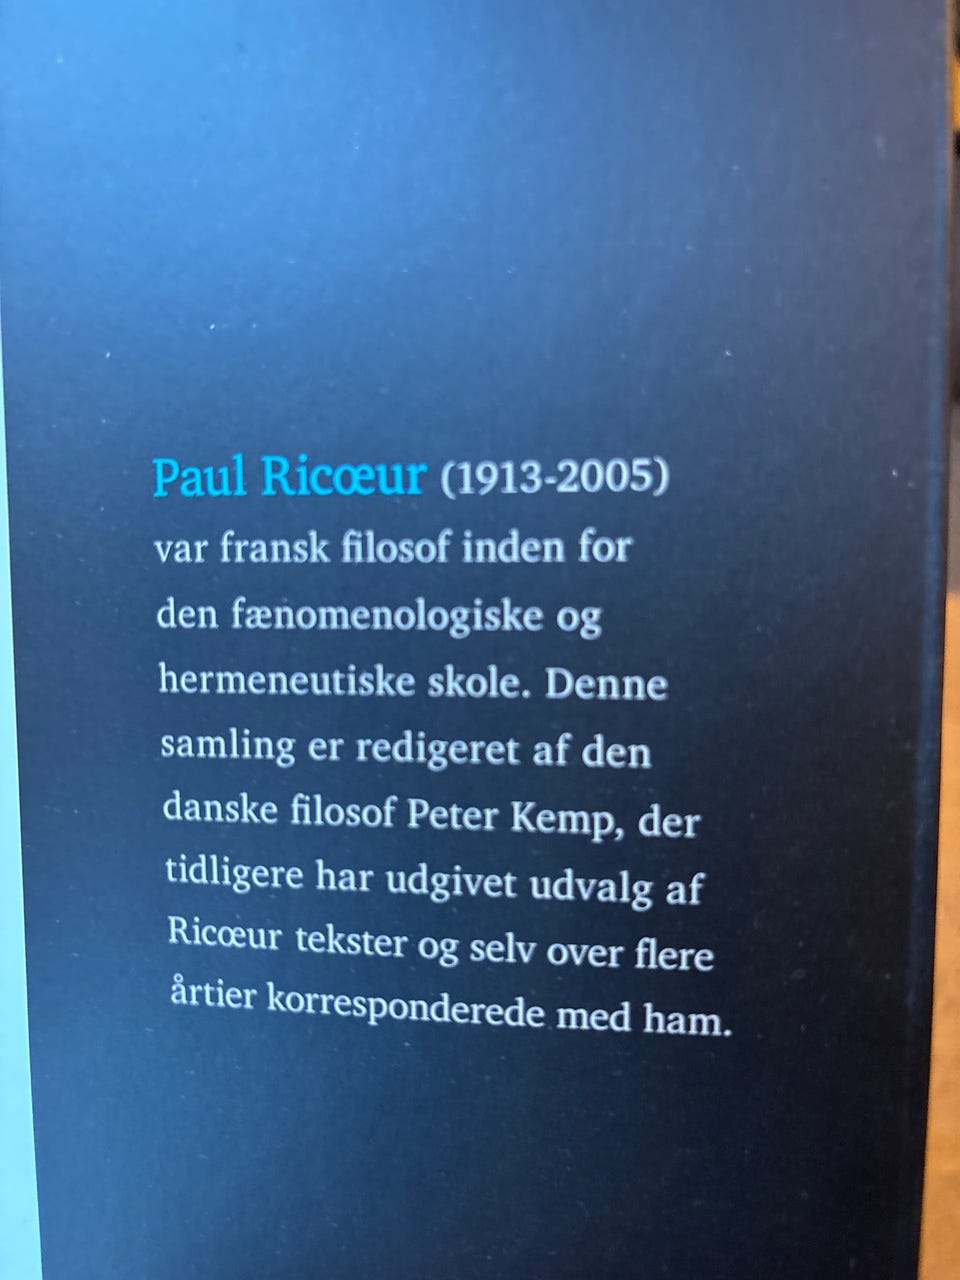 Paul Ricœur (1913-2005)
var fransk filosof inden for
den fænomenologiske og
hermeneutiske skole. Denne
samling er redigeret af den
danske filosof Peter Kemp, der
tidligere har udgivet udvalg af
Ricœur tekster og selv over flere
årtier korresponderede med ham.